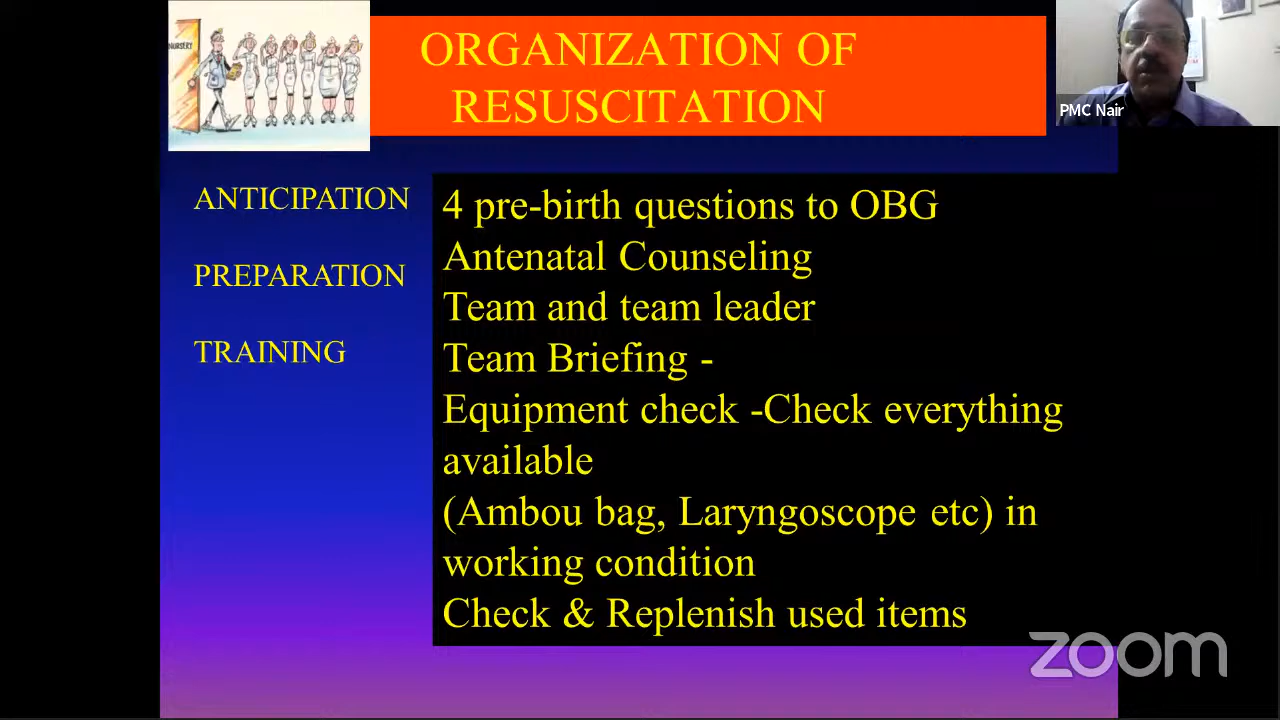 NURSERY
ORGANIZATION OF
RESUSCITATION
PMC Nair
ANTICIPATION
PREPARATION
TRAINING
4 pre-birth questions to OBG
Antenatal Counseling
Team and team leader
Team Briefing -
Equipment check -Check everything
available
(Ambou bag, Laryngoscope etc) in
working condition
Check & Replenish used items
zoom